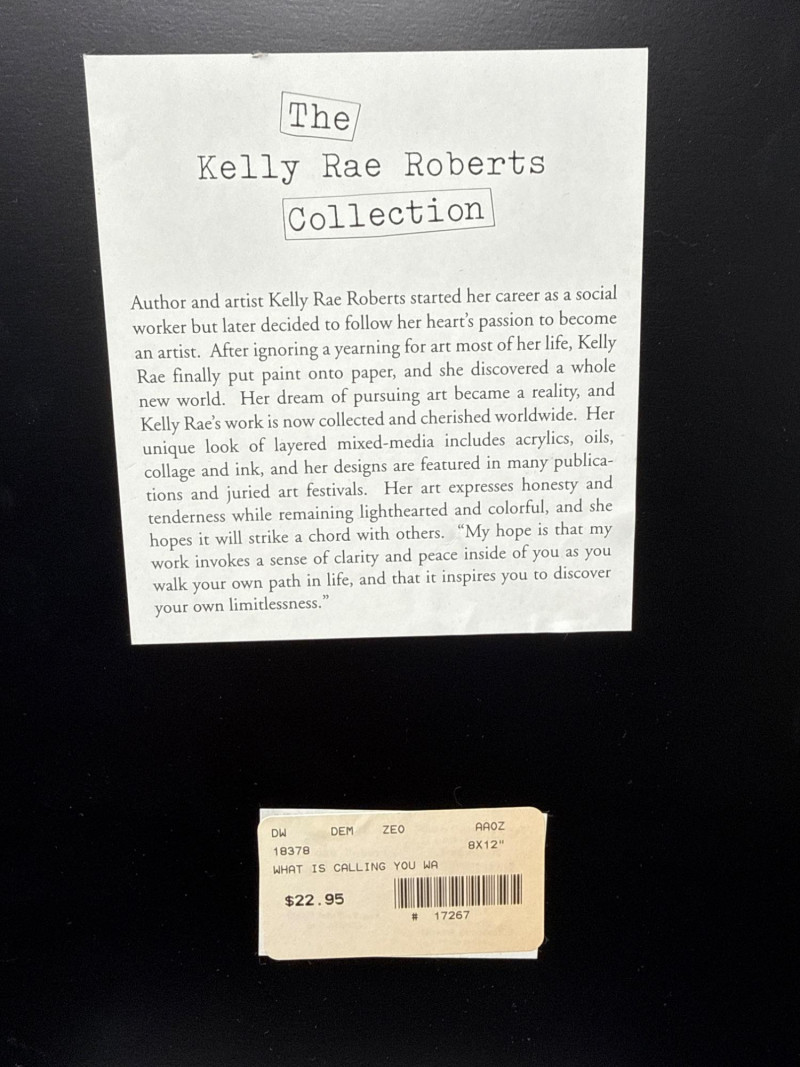 The
Kelly Rae Roberts
Collection
Author and artist Kelly Rae Roberts started her career as a social
worker but later decided to follow her heart's passion to become
an artist.  After ignoring a yearning for art most of her life, Kelly
Rae finally put paint onto paper, and she discovered a whole
new world.  Her dream of pursuing art became a reality, and
Kelly Rae's work is now collected and cherished worldwide.  Her
unique look of layered mixed-media includes acrylics, oils,
collage and ink, and her designs are featured in many publica-
tions and juried art festivals.  Her art expresses honesty and
tenderness while remaining lighthearted and colorful, and she
hopes it will strike a chord with others.  “My hope is that my
work invokes a sense of clarity and peace inside of you as you
walk your own path in life, and that it inspires you to discover
your own limitlessness.”
DW DEM ZEO AAOZ
18378 8X12"
WHAT IS CALLING YOU WA
$22.95
# 17267